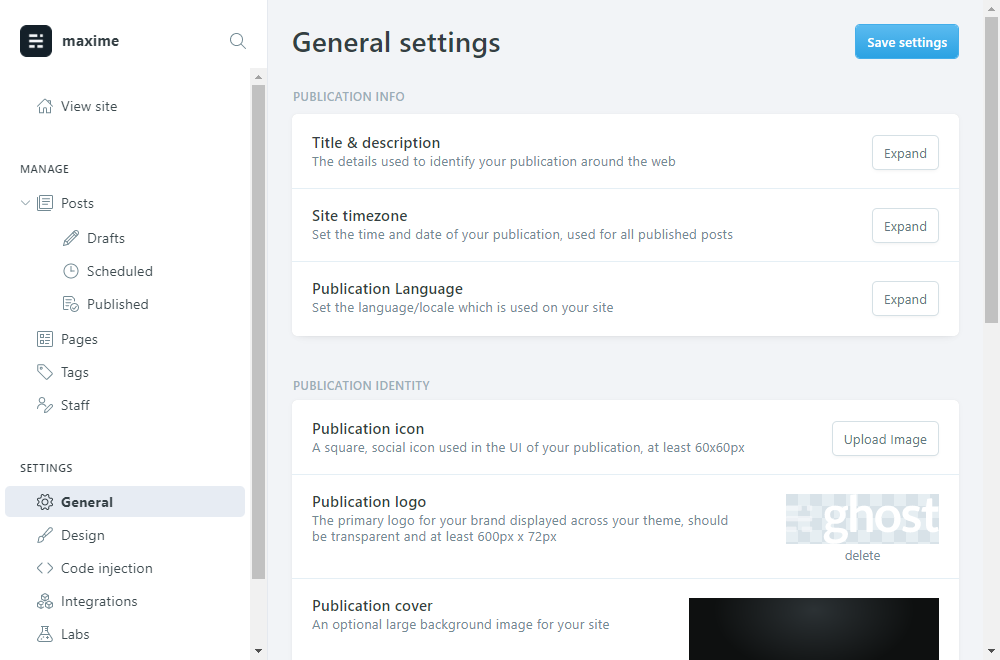 maxime
View site
MANAGE
Posts
Drafts
Scheduled
Published
Pages
Tags
Staff
SETTINGS
General
Design
Code injection
Integrations
Labs
General settings
Save settings
PUBLICATION INFO
Title & description
The details used to identify your publication around the web
Expand
Site timezone
Set the time and date of your publication, used for all published posts
Expand
Publication Language
Set the language/locale which is used on your site
Expand
PUBLICATION IDENTITY
Publication icon
A square, social icon used in the UI of your publication, at least 60x60px
Upload Image
Publication logo
The primary logo for your brand displayed across your theme, should
be transparent and at least 600px x 72px
ghost
delete
Publication cover
An optional large background image for your site